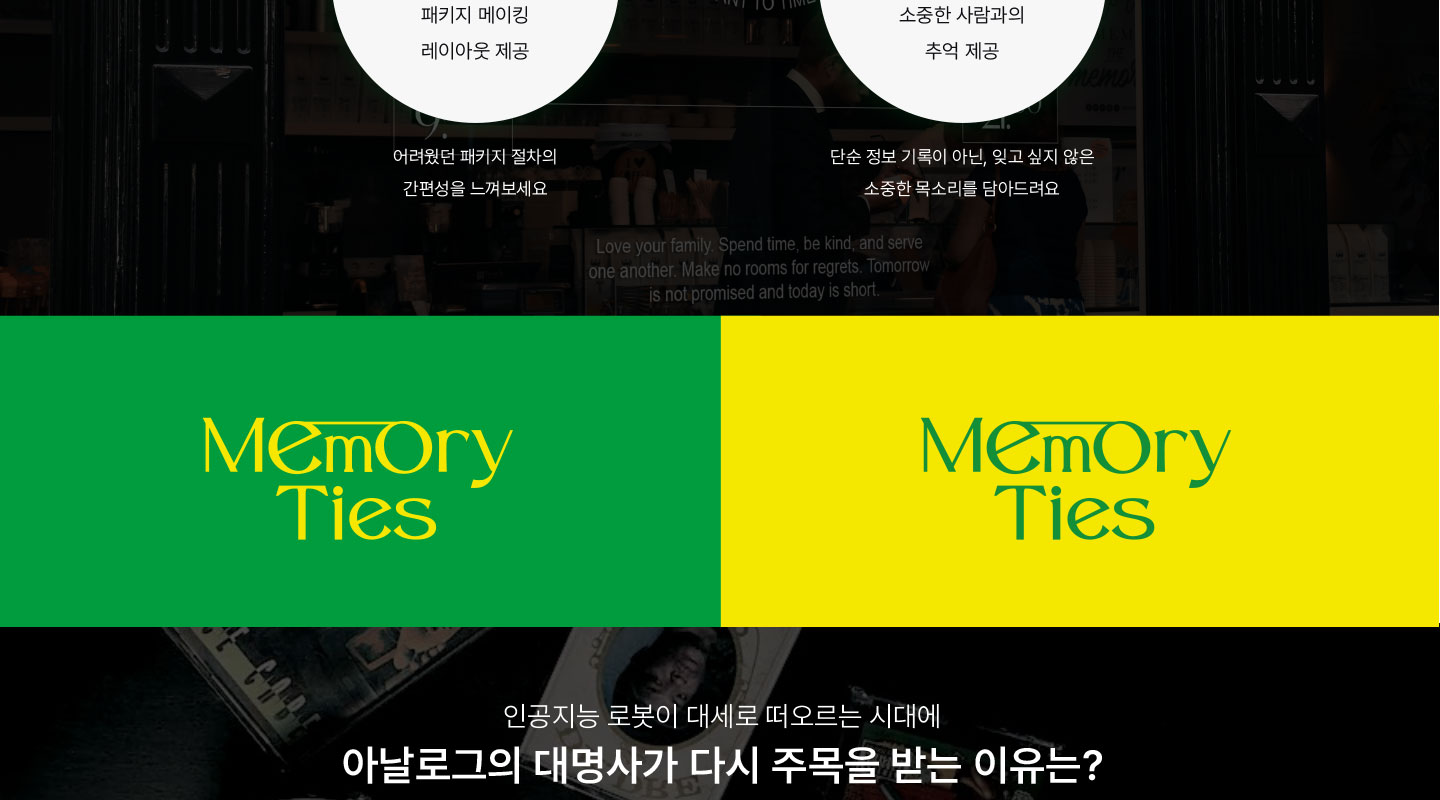 패키지 메이킹
레이아웃 제공
소중한 사람과의
추억 제공
어려웠던 패키지 절차의
간편성을 느껴보세요
단순 정보 기록이 아닌, 잊고 싶지 않은
소중한 목소리를 담아드려요
Love your family. Spend time, be kind, and serve
one another. Make no rooms for regrets. Tomorrow
is not promised and today is short.
Memory
Ties
Memory
Ties
인공지능 로봇이 대세로 떠오르는 시대에
아날로그의 대명사가 다시 주목을 받는 이유는?